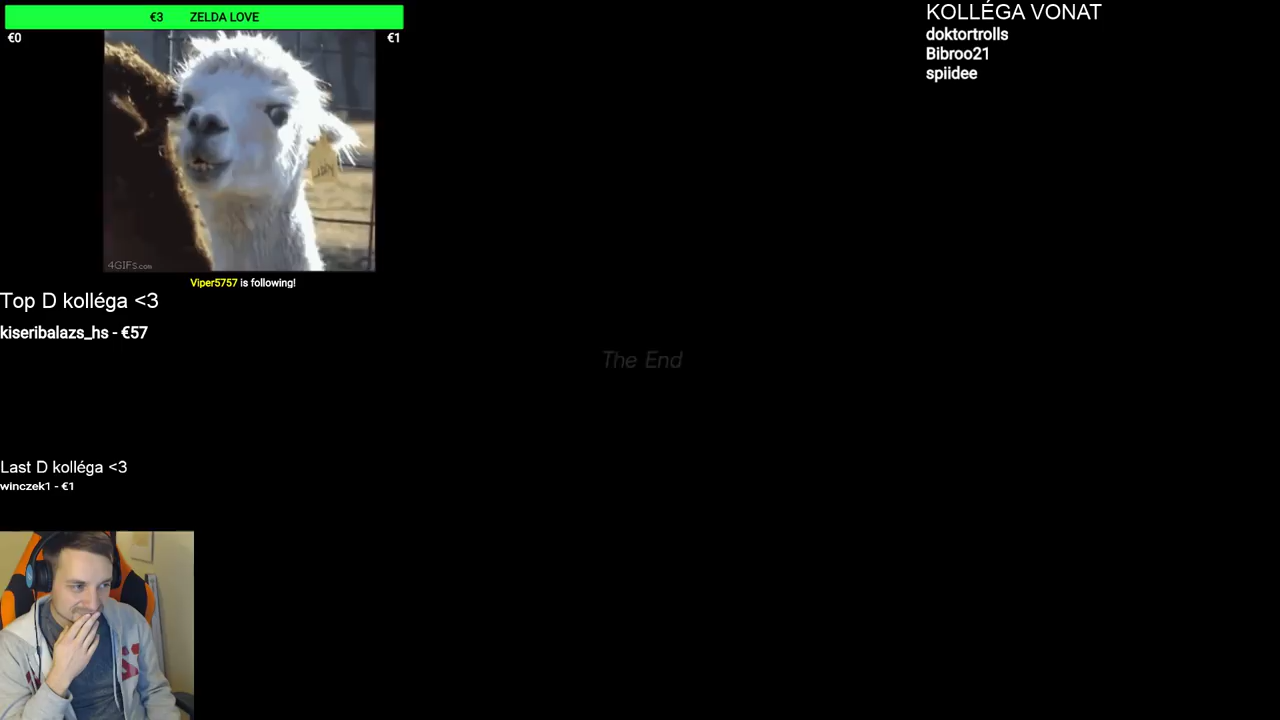 €3 ZELDA LOVE
€0 €1
4GIFs.com
Viper5757 is following!
Top D kolléga <3
kiseribalazs_hs - €57
Last D kolléga <3
winczek1 - €1
The End
KOLLÉGA VONAT
doktortrolls
Bibroo21
spiidee